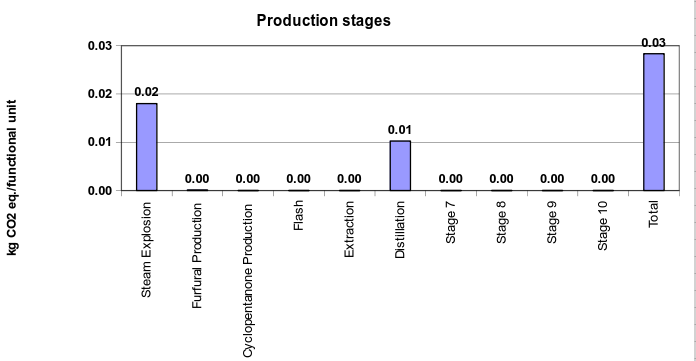 Production stages
kg CO2 eq./functional unit
0.03
0.02
0.01
0.00
0.02
0.00
0.00
0.00
0.00
0.01
0.00
0.00
0.00
0.00
0.03
Steam Explosion
Furfural Production
Cyclopentanone Production
Flash
Extraction
Distillation
Stage 7
Stage 8
Stage 9
Stage 10
Total